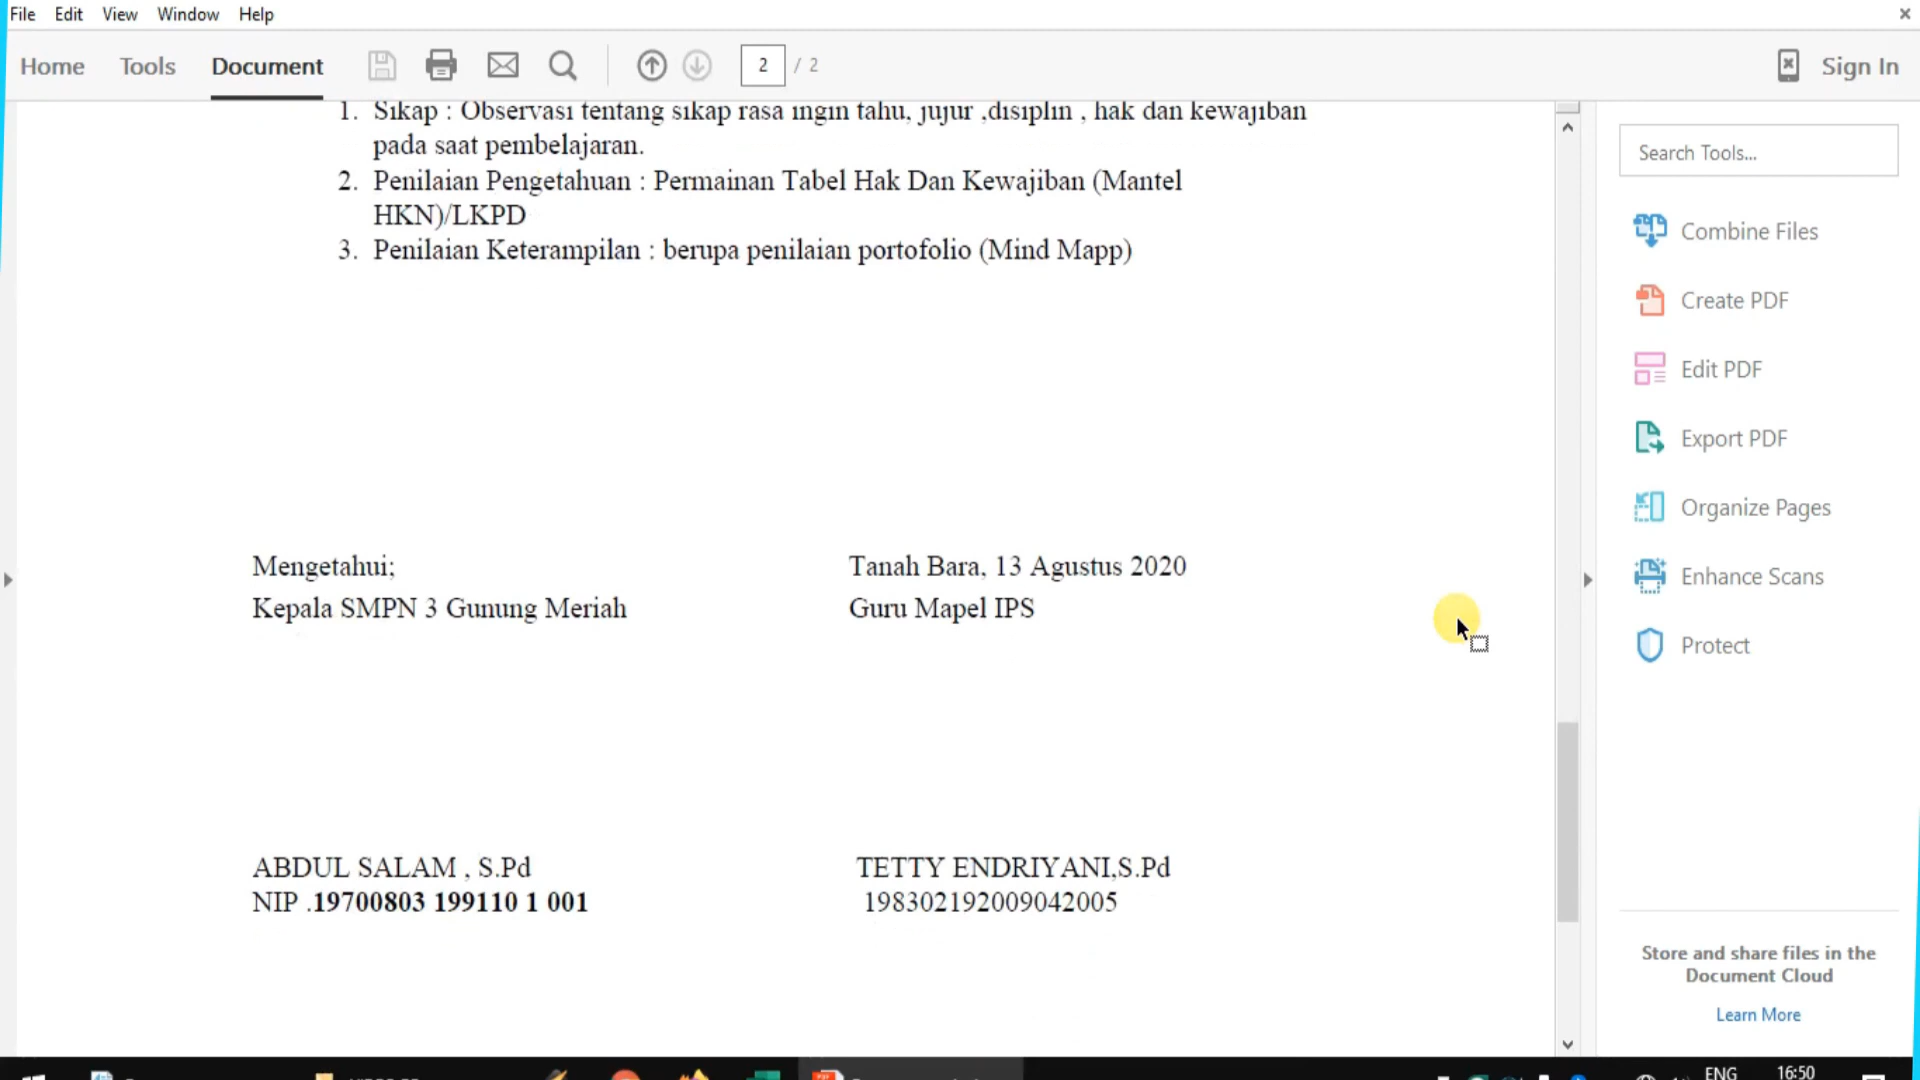 File Edit View Window Help
Home Tools Document 2 / 2 Sign In
1. Sikap : Observasi tentang sikap rasa ingin tahu, jujur ,disiplin , hak dan kewajiban
pada saat pembelajaran.
2. Penilaian Pengetahuan : Permainan Tabel Hak Dan Kewajiban (Mantel
HKN)/LKPD
3. Penilaian Keterampilan : berupa penilaian portofolio (Mind Mapp)
Mengetahui;
Kepala SMPN 3 Gunung Meriah
Tanah Bara, 13 Agustus 2020
Guru Mapel IPS
ABDUL SALAM , S.Pd
NIP .19700803 199110 1 001
TETTY ENDRIYANI,S.Pd
198302192009042005
Search Tools...
Combine Files
Create PDF
Edit PDF
Export PDF
Organize Pages
Enhance Scans
Protect
Store and share files in the
Document Cloud
Learn More
ENG 16:50